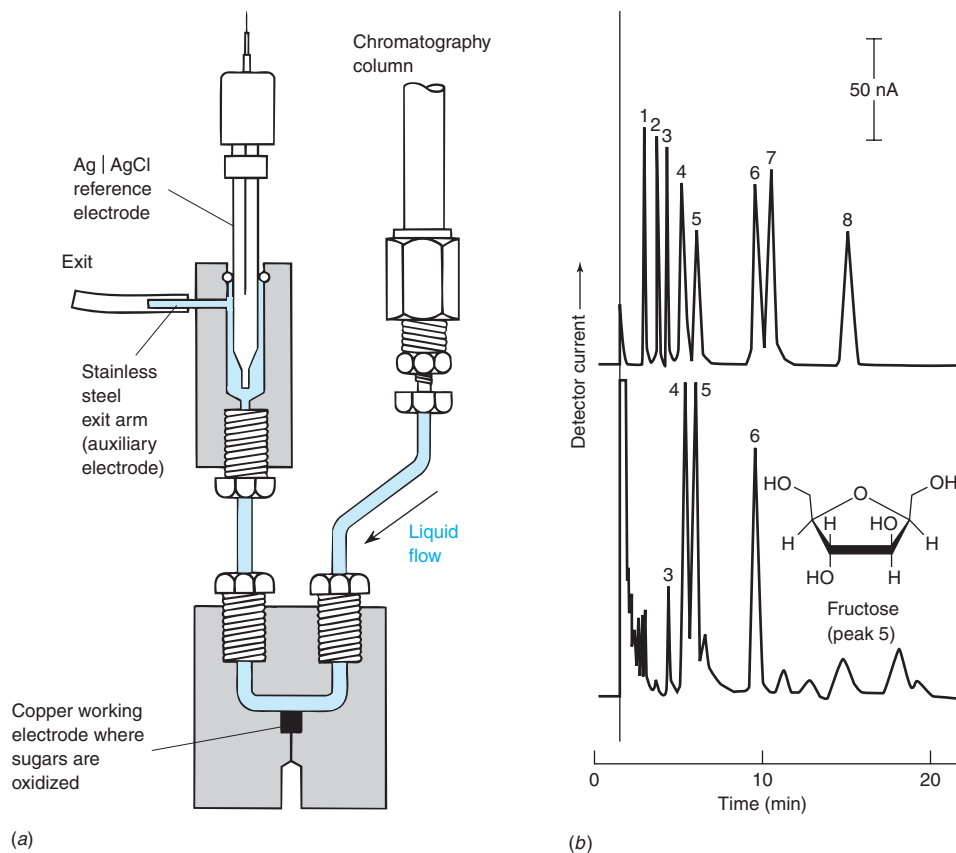 Chromatography
column
Ag | AgCl
reference
electrode
Exit
Stainless
steel
exit arm
(auxiliary
electrode)
Liquid
flow
Copper working
electrode where
sugars are
oxidized
(a)
50 nA
1
2
3
4
5
6
7
8
Detector current
4
5
3
6
HO
O
OH
H
HO
H
H
HO
H
Fructose
(peak 5)
0
10
20
Time (min)
(b)